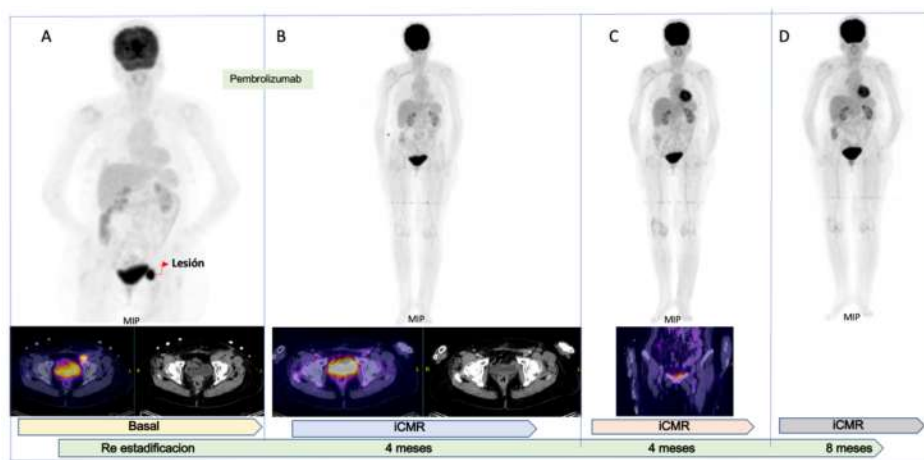 A
B
C
D
Pembrolizumab
Lesión
MIP
MIP
MIP
MIP
Basal
iCMR
iCMR
iCMR
Re estadificacion
4 meses
4 meses
8 meses